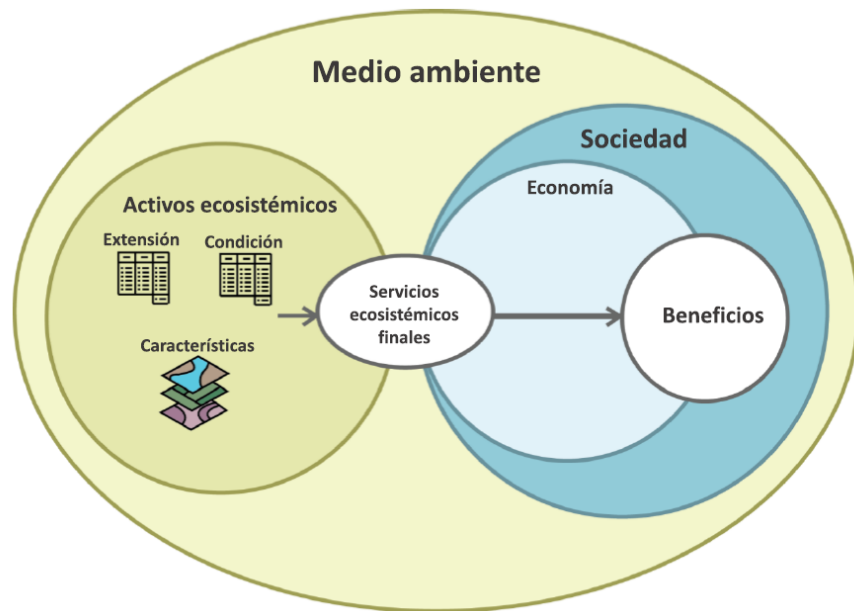 Medio ambiente
Sociedad
Economía
Activos ecosistémicos
Extensión
Condición
Características
Servicios
ecosistémicos
finales
Beneficios